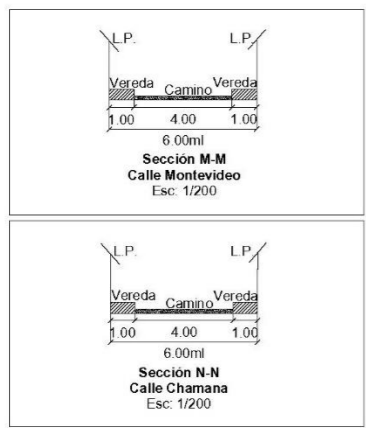 L.P. L.P.
Vereda Camino Vereda
1.00 4.00 1.00
6.00ml
Sección M-M
Calle Montevideo
Esc: 1/200
L.P. L.P.
Vereda Camino Vereda
1.00 4.00 1.00
6.00ml
Sección N-N
Calle Chamana
Esc: 1/200